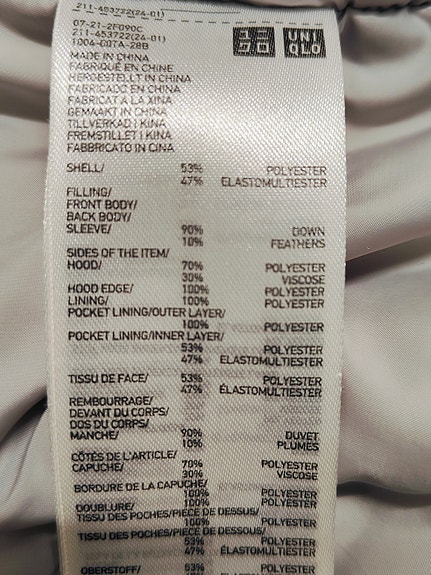 211-453722(24-01)
07-21-2F090C
211-453722(24-01)
1004-C0TA-28B
UNI
QLO
MADE IN CHINA
FABRIQUÉ EN CHINE
HERGESTELLT IN CHINA
FABRICADO EN CHINA
FABRICAT A LA XINA
GEMAAKT IN CHINA
TILLVERKAD I KINA
FREMSTILLET I KINA
FABBRICATO IN CINA
SHELL/ 53% POLYESTER
47% ELASTOMULTIESTER
FILLING/
FRONT BODY/
BACK BODY/
SLEEVE/ 90% DOWN
10% FEATHERS
SIDES OF THE ITEM/
HOOD/ 70% POLYESTER
30% VISCOSE
HOOD EDGE/ 100% POLYESTER
LINING/ 100% POLYESTER
POCKET LINING/OUTER LAYER/
100% POLYESTER
POCKET LINING/INNER LAYER/
53% POLYESTER
47% ELASTOMULTIESTER
TISSU DE FACE/ 53% POLYESTER
47% ÉLASTOMULTIESTER
REMBOURRAGE/
DEVANT DU CORPS/
DOS DU CORPS/
MANCHE/ 90% DUVET
10% PLUMES
CÔTÉS DE L'ARTICLE/
CAPUCHE/ 70% POLYESTER
30% VISCOSE
BORDURE DE LA CAPUCHE/
100% POLYESTER
DOUBLURE/ 100% POLYESTER
TISSU DES POCHES/PIÈCE DE DESSUS/
100% POLYESTER
TISSU DES POCHES/PIÈCE DE DESSOUS/
53% POLYESTER
47% ÉLASTOMULTIESTER
OBERSTOFF/ 53% POLYESTER